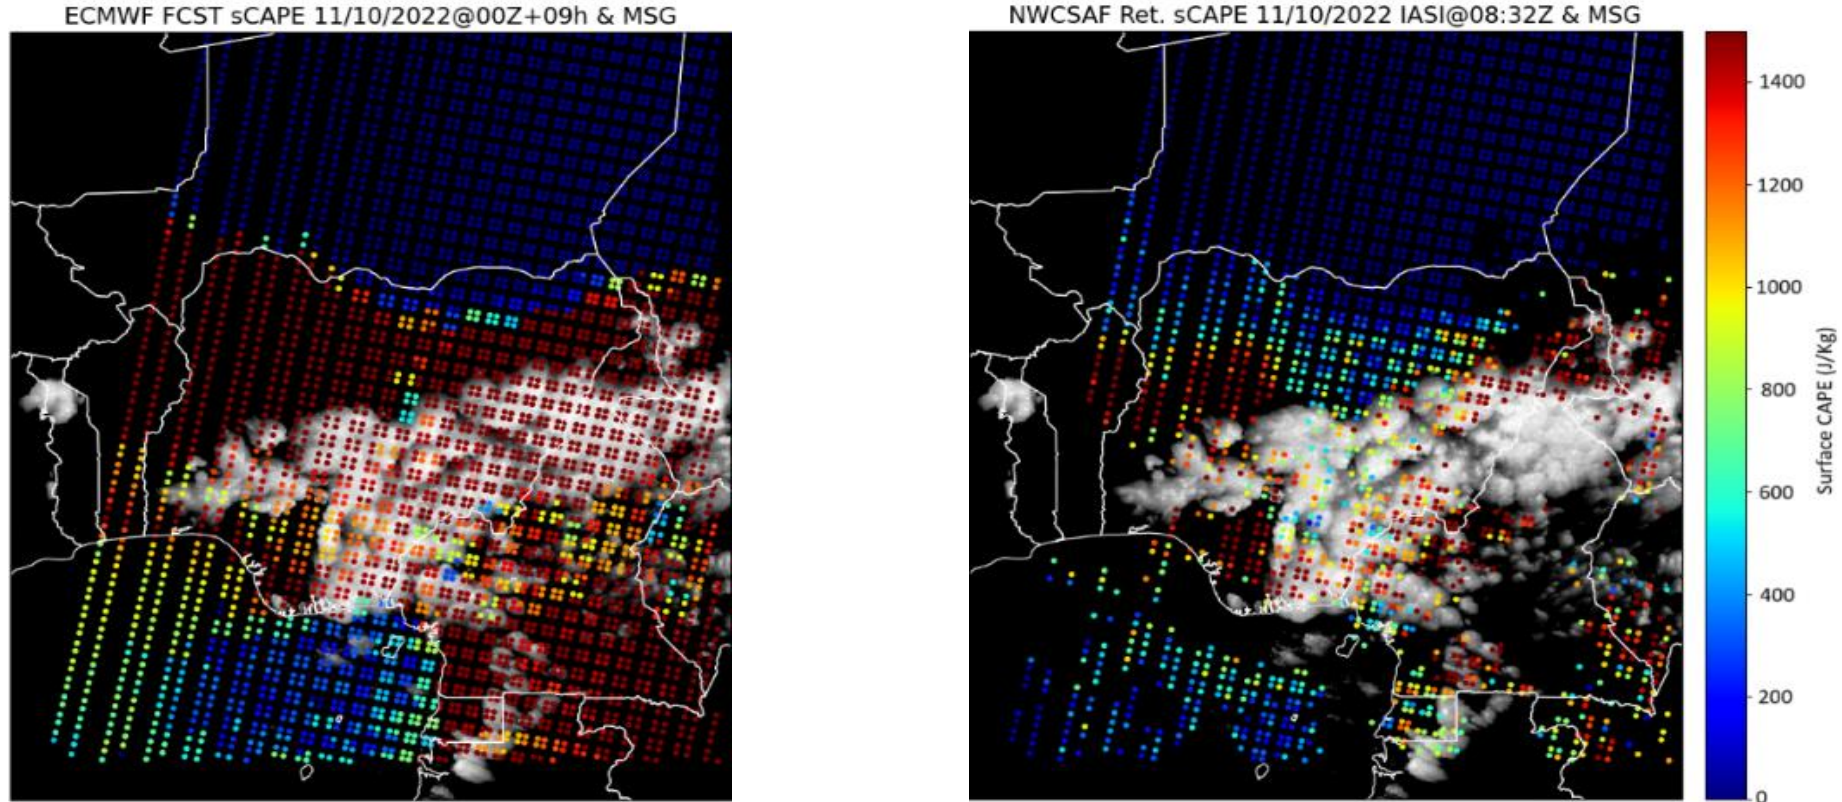 ECMWF FCST sCAPE 11/10/2022@00Z+09h & MSG
NWCSAF Ret. sCAPE 11/10/2022 IASI@08:32Z & MSG
1400
1200
1000
800
600
400
200
0
Surface CAPE (J/Kg)